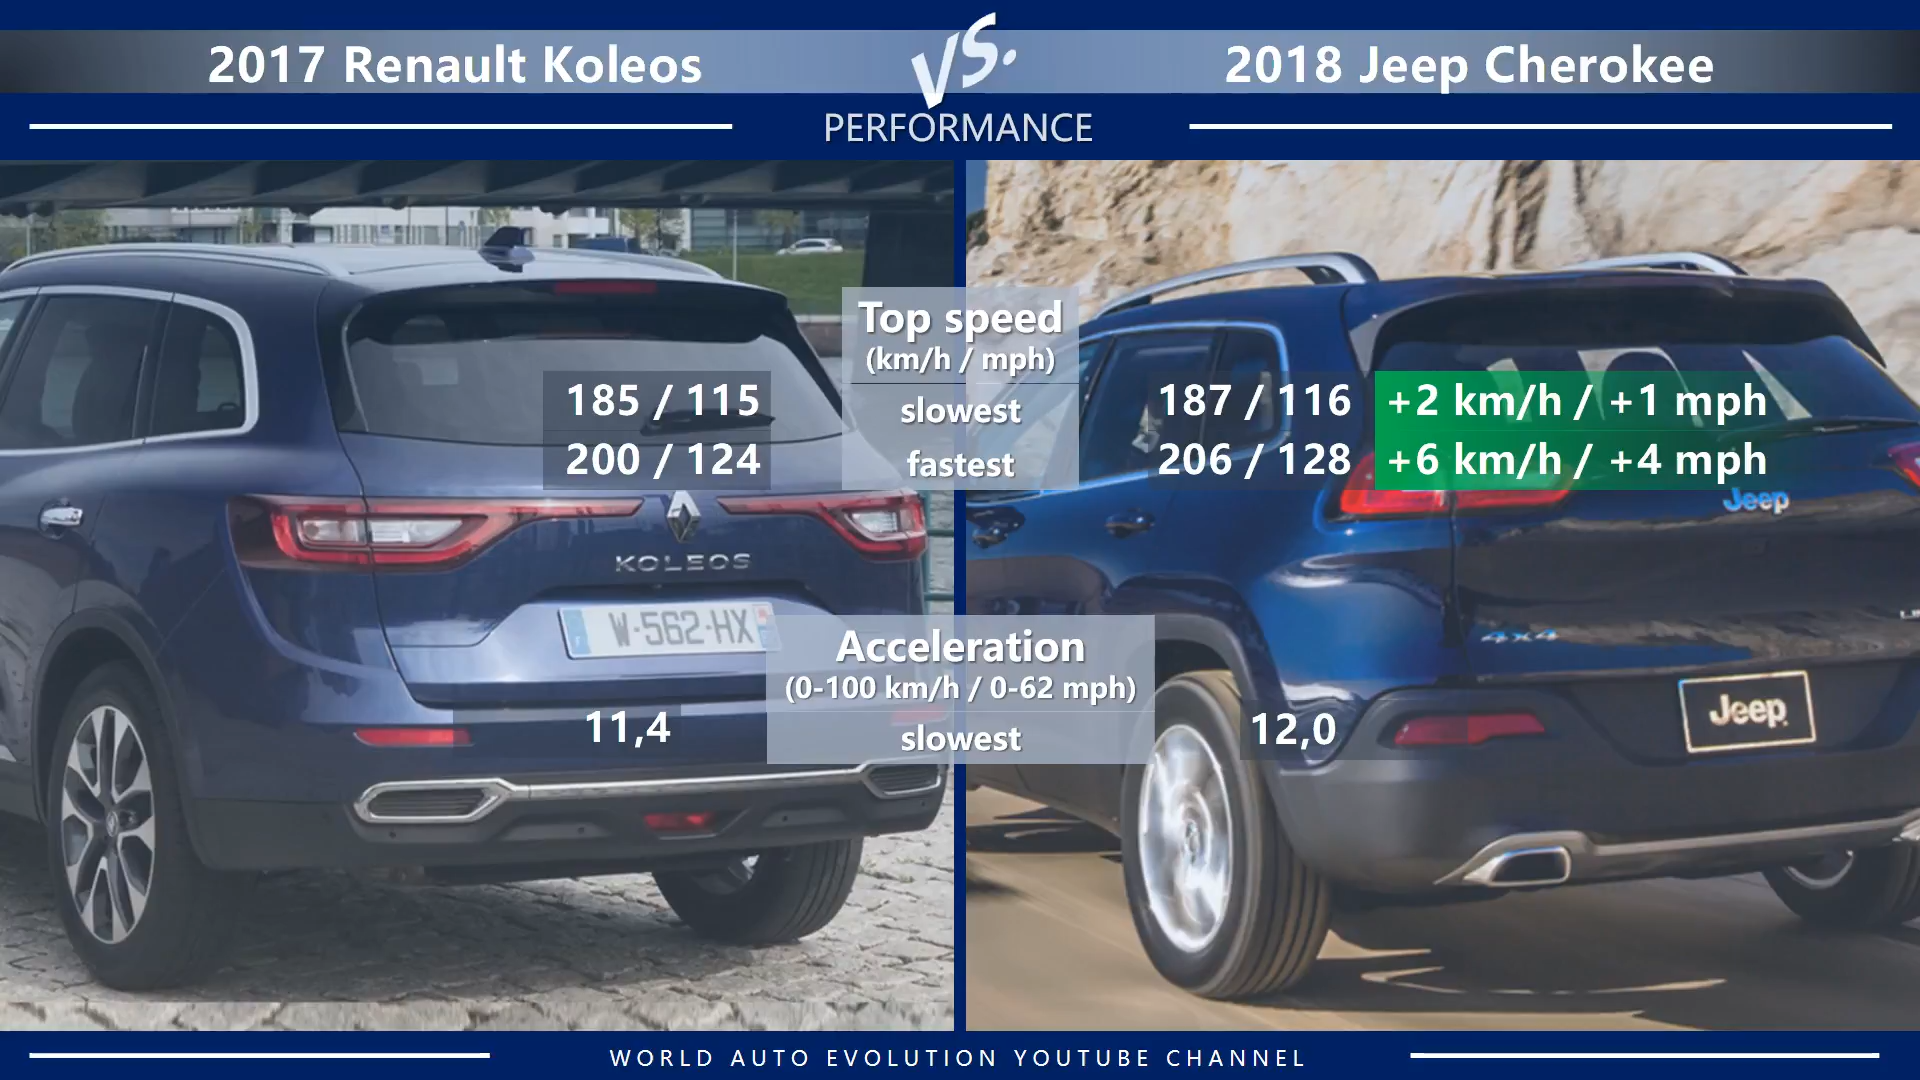 2017 Renault Koleos
VS.
2018 Jeep Cherokee
PERFORMANCE
Top speed
(km/h / mph)
185 / 115
slowest
187 / 116
+2 km/h / +1 mph
200 / 124
fastest
206 / 128
+6 km/h / +4 mph
Jeep
KOLEOS
W-562-HX
4x4
Acceleration
(0-100 km/h / 0-62 mph)
11,4
slowest
12,0
Jeep
WORLD AUTO EVOLUTION YOUTUBE CHANNEL